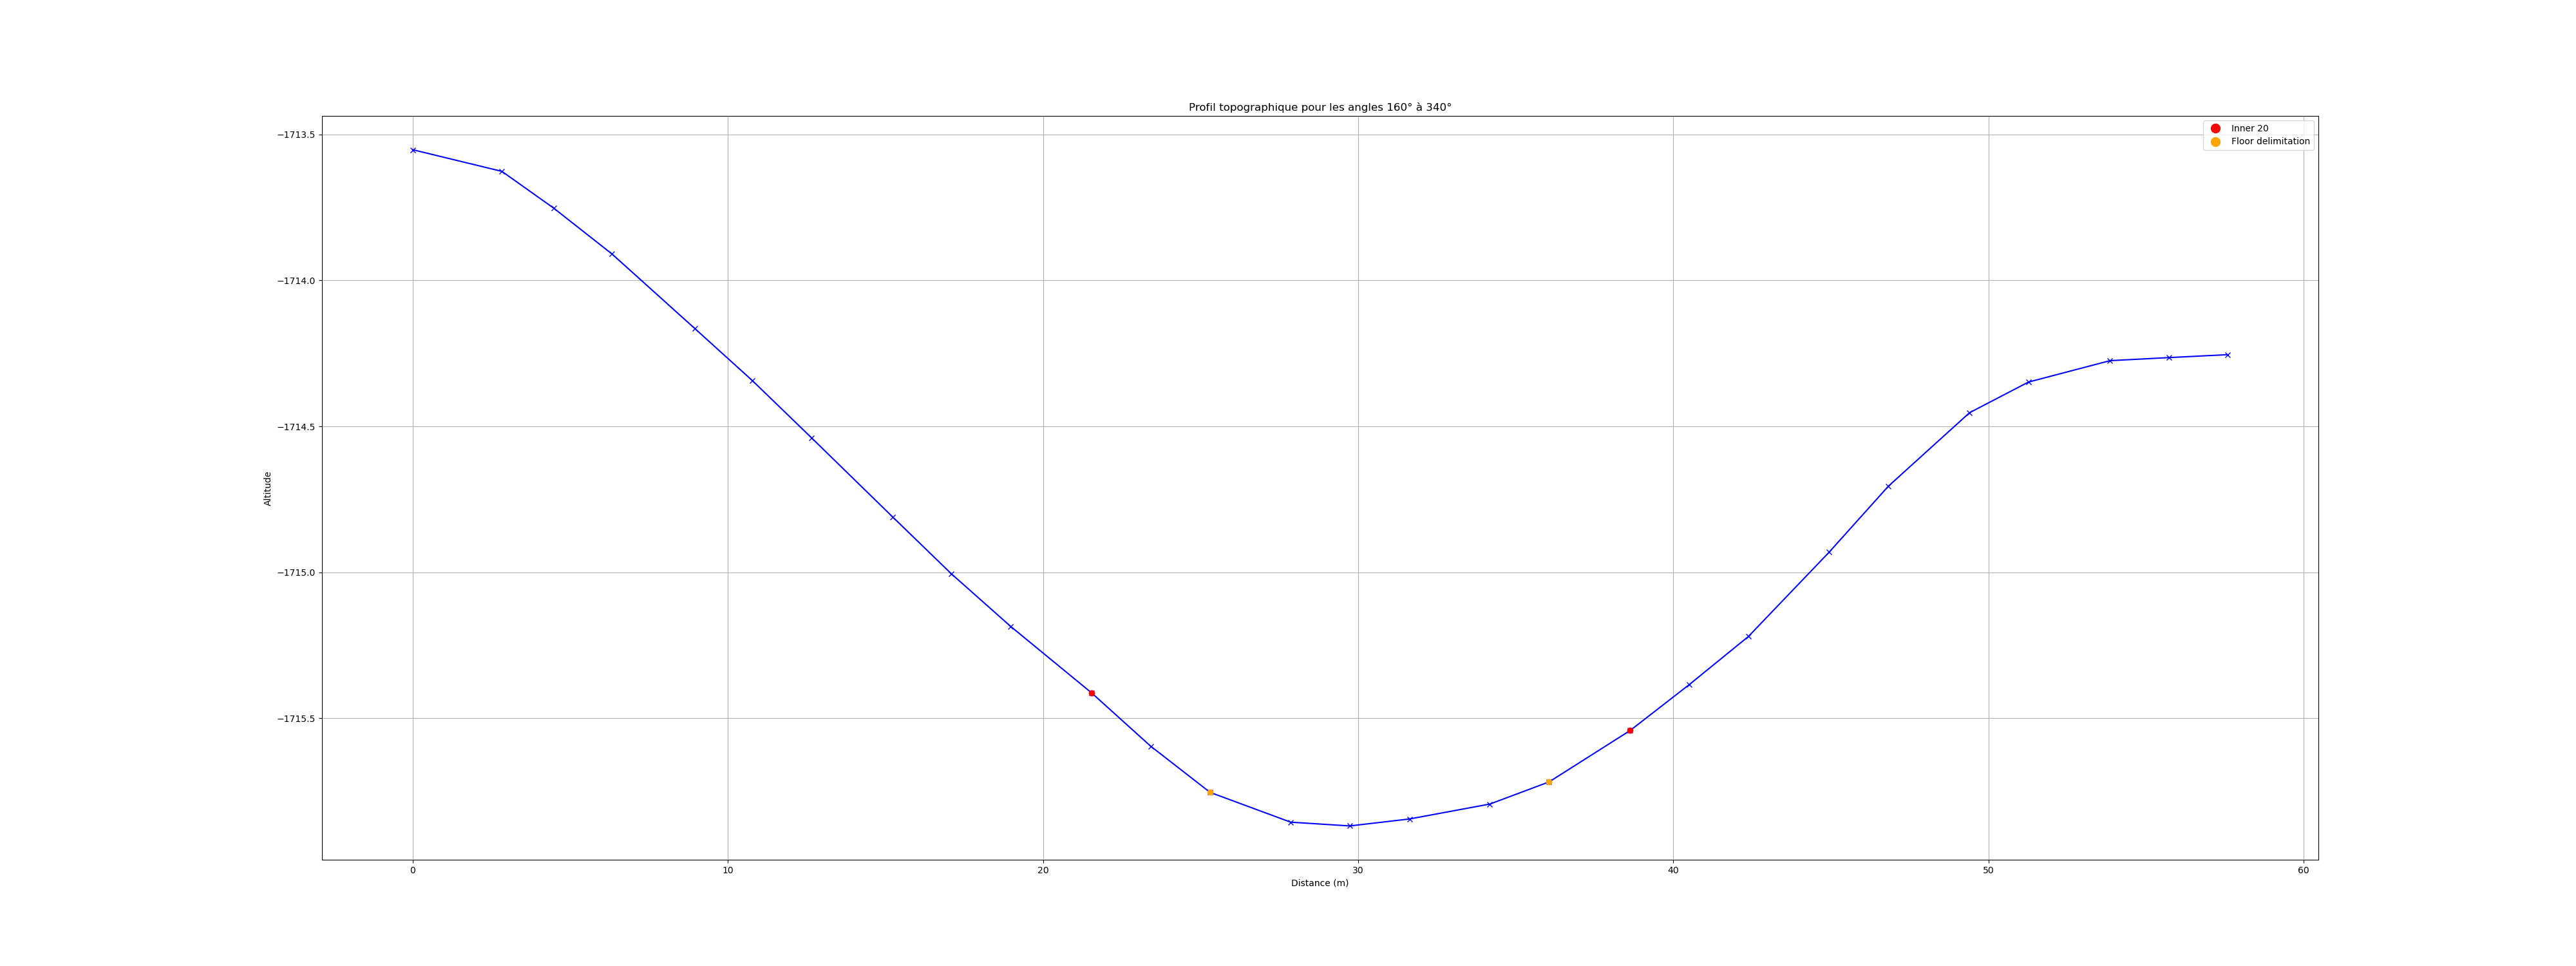 Profil topographique pour les angles 160° à 340°
Inner 20
Floor delimitation
−1713.5
−1714.0
−1714.5
−1715.0
−1715.5
Altitude
0 10 20 30 40 50 60
Distance (m)